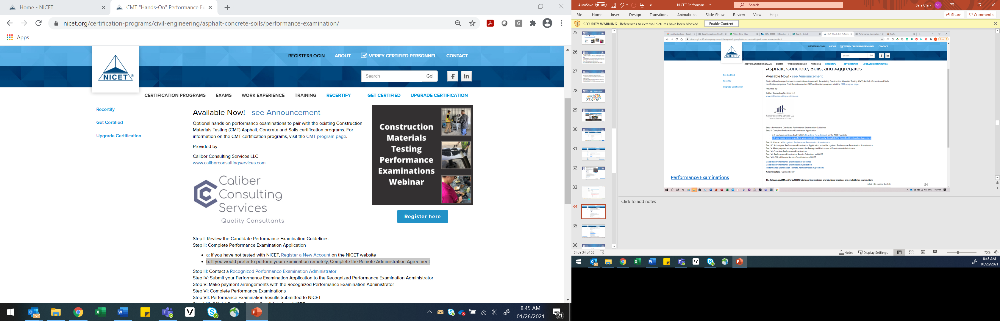 Home - NICET
CMT "Hands-On" Performance E
nicet.org/certification-programs/civil-engineering/asphalt-concrete-soils/performance-examination/
Apps
REGISTER/LOGIN ABOUT VERIFY CERTIFIED PERSONNEL CONTACT
NICET®
Search Go! f in
CERTIFICATION PROGRAMS EXAMS WORK EXPERIENCE TRAINING RECERTIFY GET CERTIFIED UPGRADE CERTIFICATION
Recertify
Get Certified
Upgrade Certification
Available Now! - see Announcement
Optional hands-on performance examinations to pair with the existing Construction
Materials Testing (CMT) Asphalt, Concrete and Soils certification programs. For
information on the CMT certification programs, visit the CMT program page.
Provided by-
Caliber Consulting Services LLC
www.caliberconsultingservices.com
Caliber
Consulting
Services
Quality Consultants
Construction
Materials
Testing
Performance
Examinations
Webinar
Register here
Step I: Review the Candidate Performance Examination Guidelines
Step II: Complete Performance Examination Application
• a: If you have not tested with NICET, Register a New Account on the NICET website
• b: If you would prefer to perform your examination remotely, Complete the Remote Administration Agreement
Step III: Contact a Recognized Performance Examination Administrator
Step IV: Submit your Performance Examination Application to the Recognized Performance Examination Administrator
Step V: Make payment arrangements with the Recognized Performance Examination Administrator
Step VI: Complete Performance Examinations
Step VII: Performance Examination Results Submitted to NICET
8:45 AM
01/26/2021
21
AutoSave Off NICET Performan... Search Sara Clark SC
File Home Insert Design Transitions Animations Slide Show Review View Help Share Comments
SECURITY WARNING References to external pictures have been blocked Enable Content
25
26
27
28
29
30
31
32
33
34
35
36
nicet.org/certification-programs/civil-engineering/asphalt-concrete-soils/performance-examination/
REGISTER/LOGIN ABOUT VERIFY CERTIFIED PERSONNEL CONTACT
NICET
Search Go! f in
CERTIFICATION PROGRAMS EXAMS WORK EXPERIENCE TRAINING RECERTIFY GET CERTIFIED UPGRADE CERTIFICATION
Asphalt, Concrete, Soils, and Aggregates
Get Certified
Recertify
Upgrade Certification
Available Now! - see Announcement
Optional hands-on performance examinations to pair with the existing Construction Materials Testing (CMT) Asphalt, Concrete and Soils
certification programs. For information on the CMT certification programs, visit the CMT program page.
Provided by-
Caliber Consulting Services LLC
www.caliberconsultingservices.com
Caliber Consulting Services LLC
"Where Quality is a Value"
Step I: Review the Candidate Performance Examination Guidelines
Step II: Complete Performance Examination Application
• a: If you have not tested with NICET, Register a New Account on the NICET website
• b: If you would prefer to perform your examination remotely, Complete the Remote Administration Agreement
Step III: Contact a Recognized Performance Examination Administrator
Step IV: Submit your Performance Examination Application to the Recognized Performance Examination Administrator
Step V: Make payment arrangements with the Recognized Performance Examination Administrator
Step VI: Complete Performance Examinations
Step VII: Performance Examination Results Submitted to NICET
Step VIII: Official Results Sent to Candidate from NICET
Candidate Performance Examination Guidelines
Candidate Performance Examination Application
Performance Examination Remote Administration Agreement
Administrators - Coming Soon!
The following ASTM and/or AASHTO standard test methods and standard practices are available for examination:
(click + to expand the list)
Performance Examinations
34
11:04 AM
Click to add notes
Slide 34 of 53 Notes Display Settings 75%
8:45 AM
01/26/2021